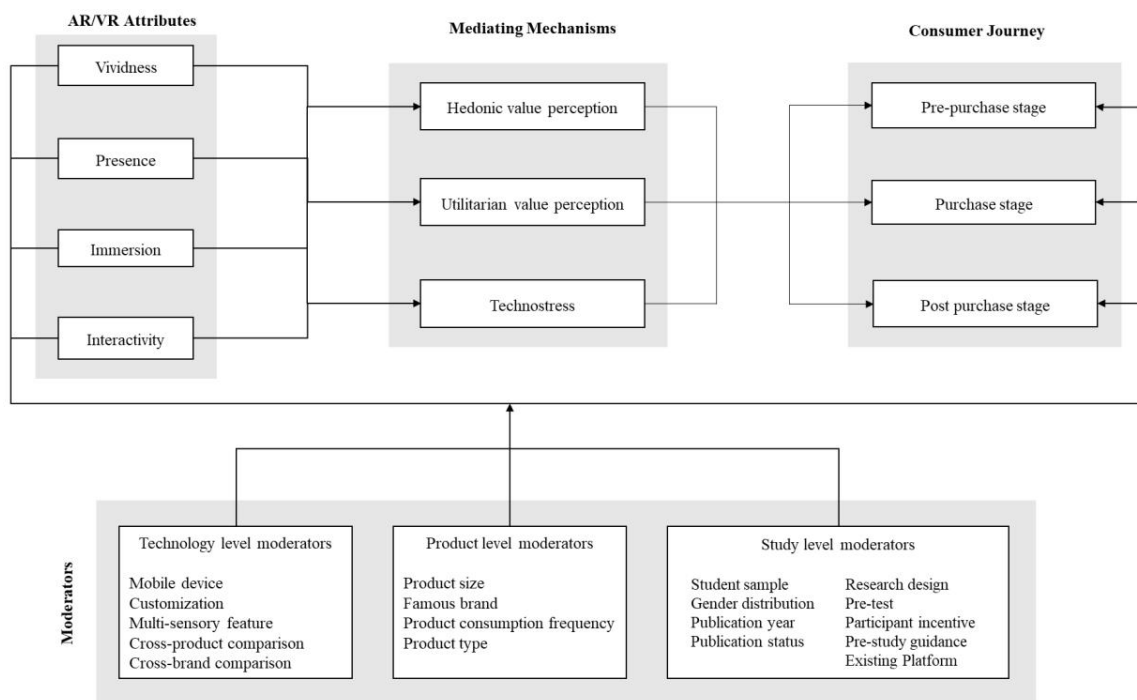 AR/VR Attributes
Mediating Mechanisms
Consumer Journey
Vividness
Presence
Immersion
Interactivity
Hedonic value perception
Utilitarian value perception
Technostress
Pre-purchase stage
Purchase stage
Post purchase stage
Moderators
Technology level moderators
Mobile device
Customization
Multi-sensory feature
Cross-product comparison
Cross-brand comparison
Product level moderators
Product size
Famous brand
Product consumption frequency
Product type
Study level moderators
Student sample
Gender distribution
Publication year
Publication status
Research design
Pre-test
Participant incentive
Pre-study guidance
Existing Platform